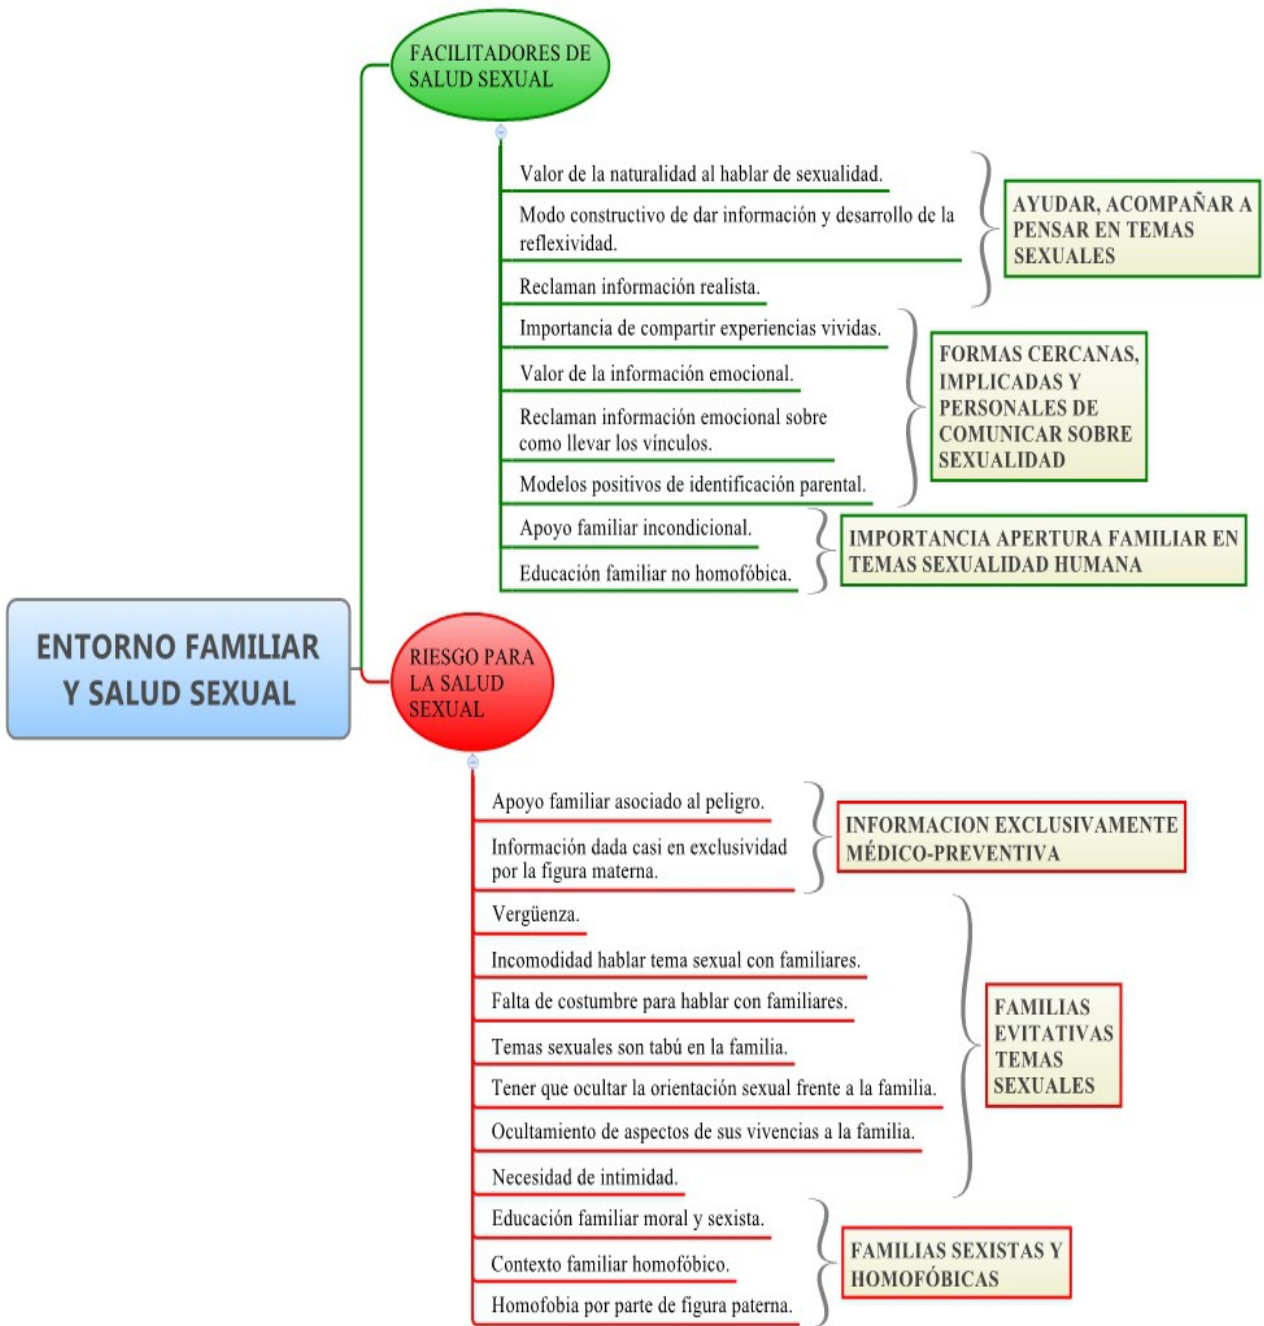 FACILITADORES DE
SALUD SEXUAL
Valor de la naturalidad al hablar de sexualidad.
Modo constructivo de dar información y desarrollo de la
reflexividad.
Reclaman información realista.
AYUDAR, ACOMPAÑAR A
PENSAR EN TEMAS
SEXUALES
Importancia de compartir experiencias vividas.
Valor de la información emocional.
Reclaman información emocional sobre
como llevar los vínculos.
Modelos positivos de identificación parental.
FORMAS CERCANAS,
IMPLICADAS Y
PERSONALES DE
COMUNICAR SOBRE
SEXUALIDAD
Apoyo familiar incondicional.
Educación familiar no homofóbica.
IMPORTANCIA APERTURA FAMILIAR EN
TEMAS SEXUALIDAD HUMANA
ENTORNO FAMILIAR
Y SALUD SEXUAL
RIESGO PARA
LA SALUD
SEXUAL
Apoyo familiar asociado al peligro.
Información dada casi en exclusividad
por la figura materna.
INFORMACION EXCLUSIVAMENTE
MÉDICO-PREVENTIVA
Vergüenza.
Incomodidad hablar tema sexual con familiares.
Falta de costumbre para hablar con familiares.
Temas sexuales son tabú en la familia.
Tener que ocultar la orientación sexual frente a la familia.
Ocultamiento de aspectos de sus vivencias a la familia.
Necesidad de intimidad.
FAMILIAS
EVITATIVAS
TEMAS
SEXUALES
Educación familiar moral y sexista.
Contexto familiar homofóbico.
Homofobia por parte de figura paterna.
FAMILIAS SEXISTAS Y
HOMOFÓBICAS